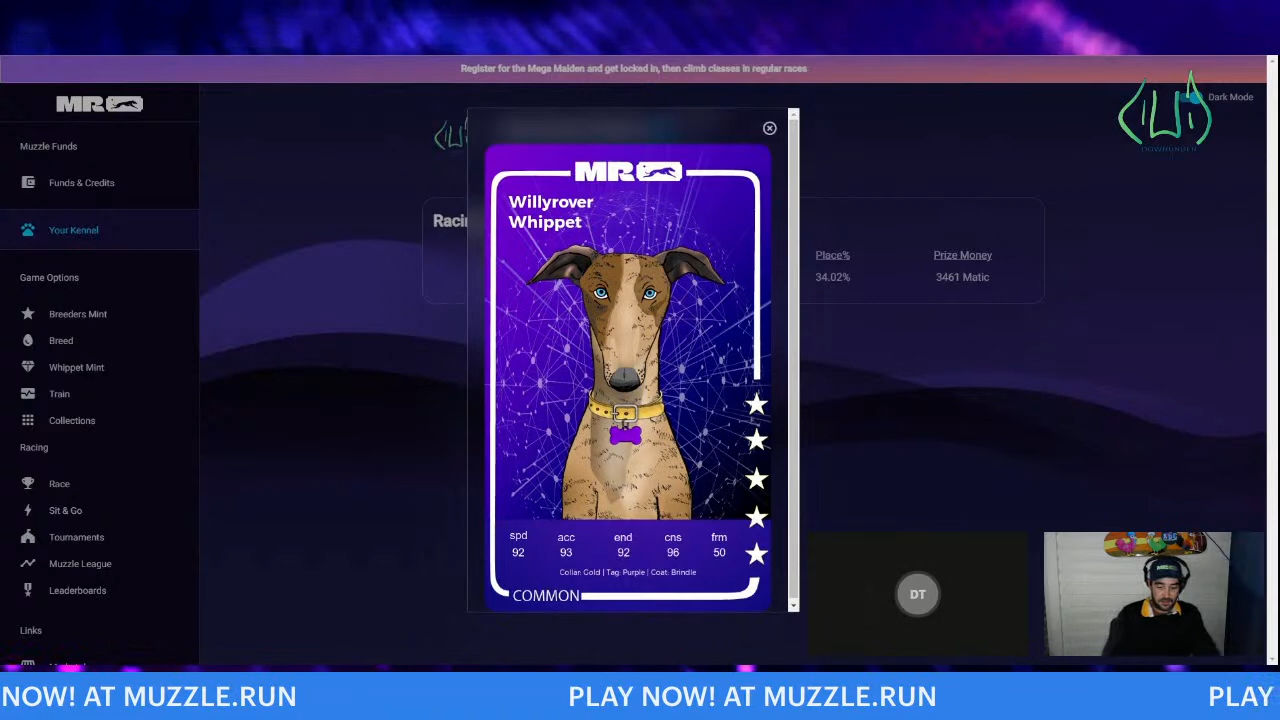 Register for the Mega Maiden and get locked in, then climb classes in regular races
MR
Dark Mode
DOWNUNDER
Muzzle Funds
Funds & Credits
Your Kennel
Game Options
Breeders Mint
Breed
Whippet Mint
Train
Collections
Racing
Race
Sit & Go
Tournaments
Muzzle League
Leaderboards
Links
Place% Prize Money
34.02% 3461 Matic
MR
Willyrover
Whippet
spd acc end cns frm
92 93 92 96 50
Collar: Gold | Tag: Purple | Coat: Brindle
COMMON
DT
NOW! AT MUZZLE.RUN PLAY NOW! AT MUZZLE.RUN PLAY